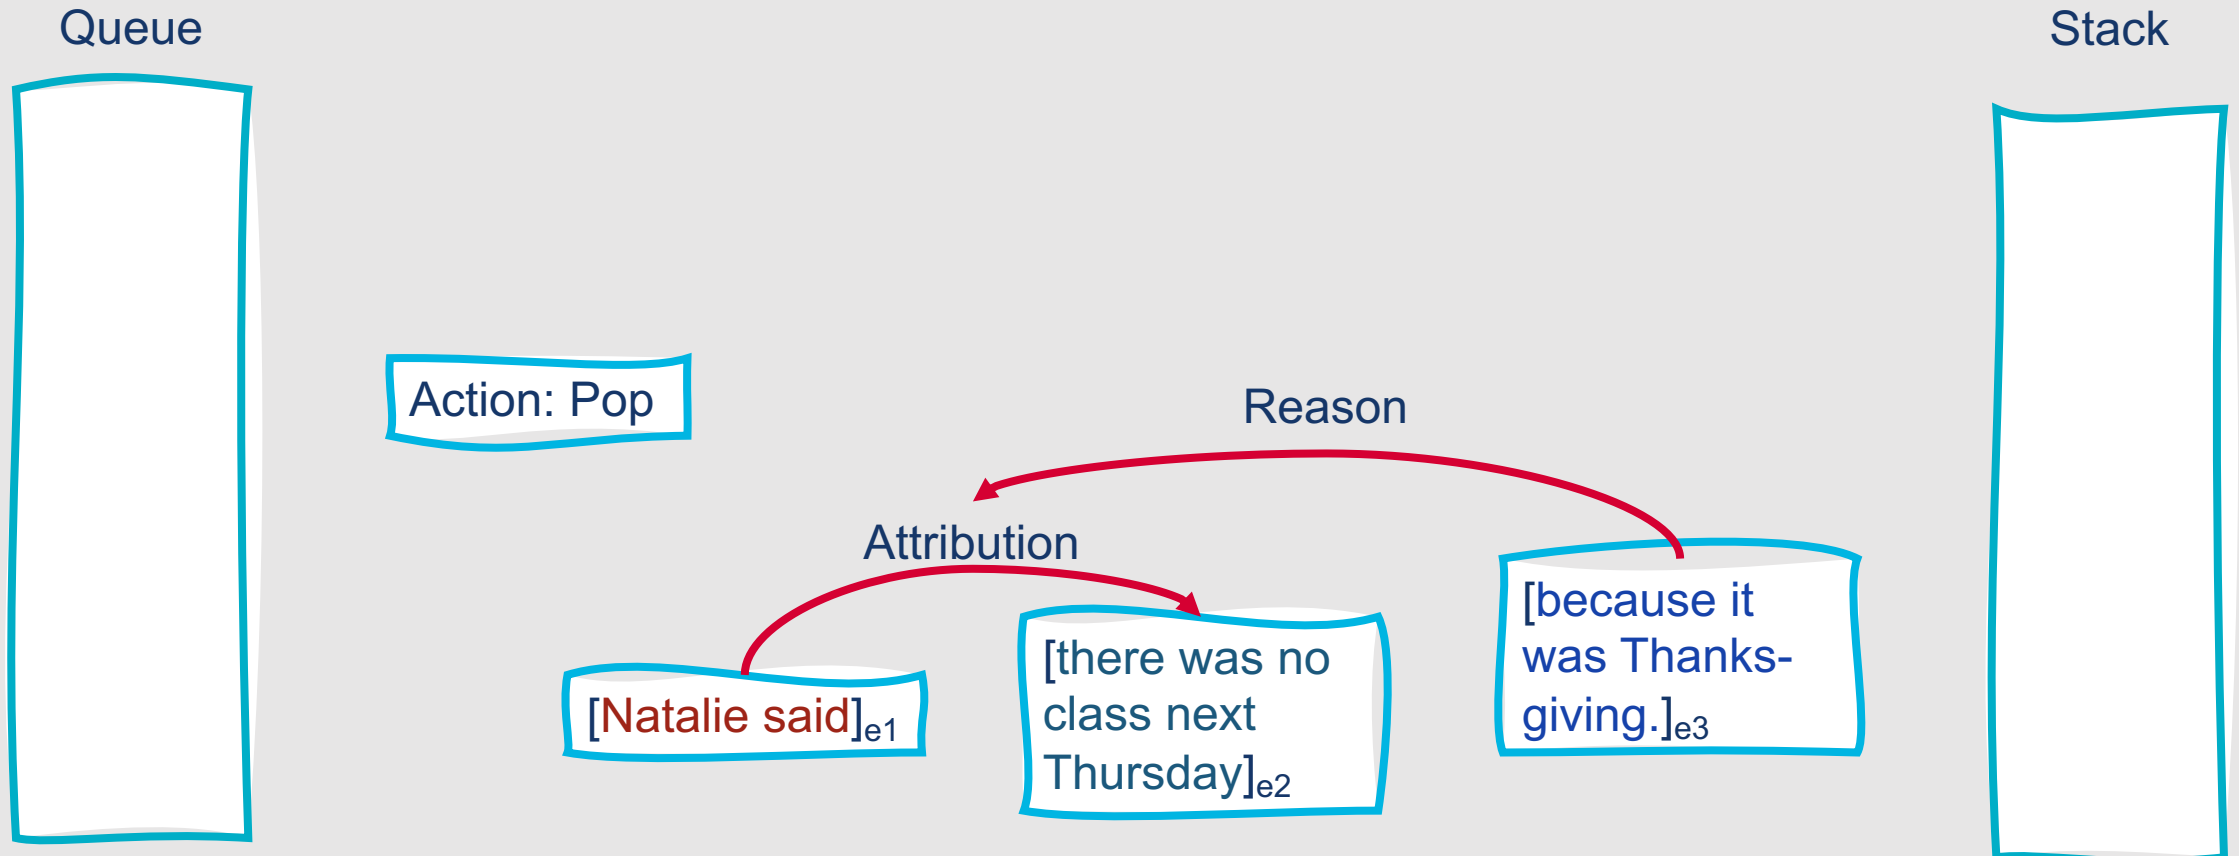 Queue
Stack
Action: Pop
Reason
Attribution
[Natalie said]e1
[there was no
class next
Thursday]e2
[because it
was Thanks-
giving.]e3